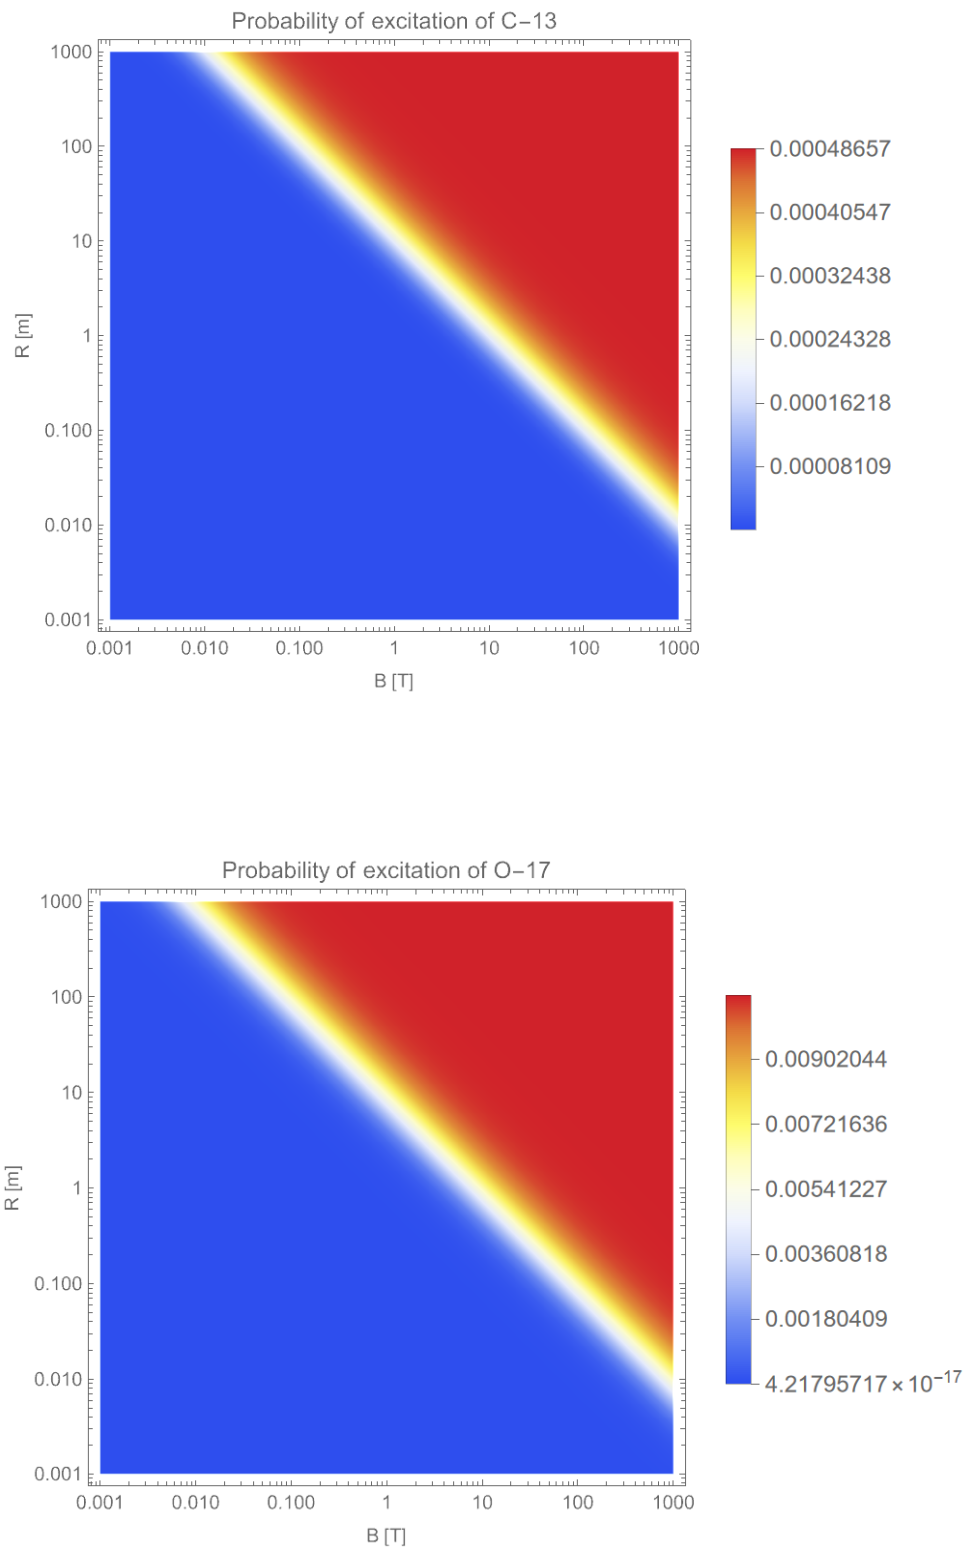 Probability of excitation of C–13
1000
100
10
1
0.100
0.010
0.001
R [m]
0.001 0.010 0.100 1 10 100 1000
B [T]
0.00048657
0.00040547
0.00032438
0.00024328
0.00016218
0.00008109
Probability of excitation of O–17
1000
100
10
1
0.100
0.010
0.001
R [m]
0.001 0.010 0.100 1 10 100 1000
B [T]
0.00902044
0.00721636
0.00541227
0.00360818
0.00180409
4.21795717 × 10⁻¹⁷